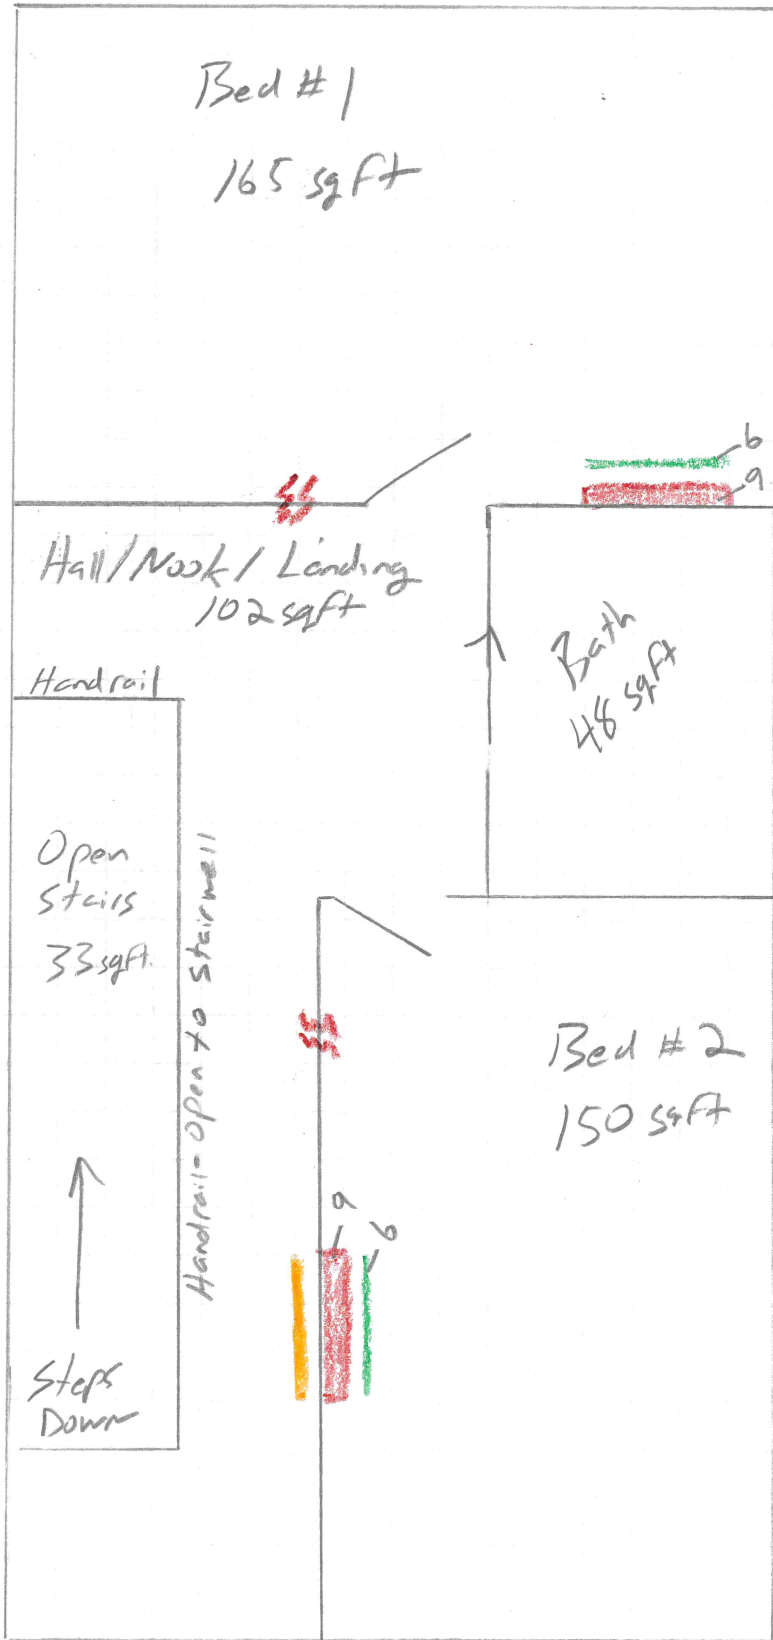 Bed #1
165 sqft
6
9
Hall/Nook/Landing
102 sqft
Bath
48 sqft
Handrail
Open
Stairs
33 sqft.
Handrail-open to stairwell
Bed #2
150 sqft
9
6
Steps
Down